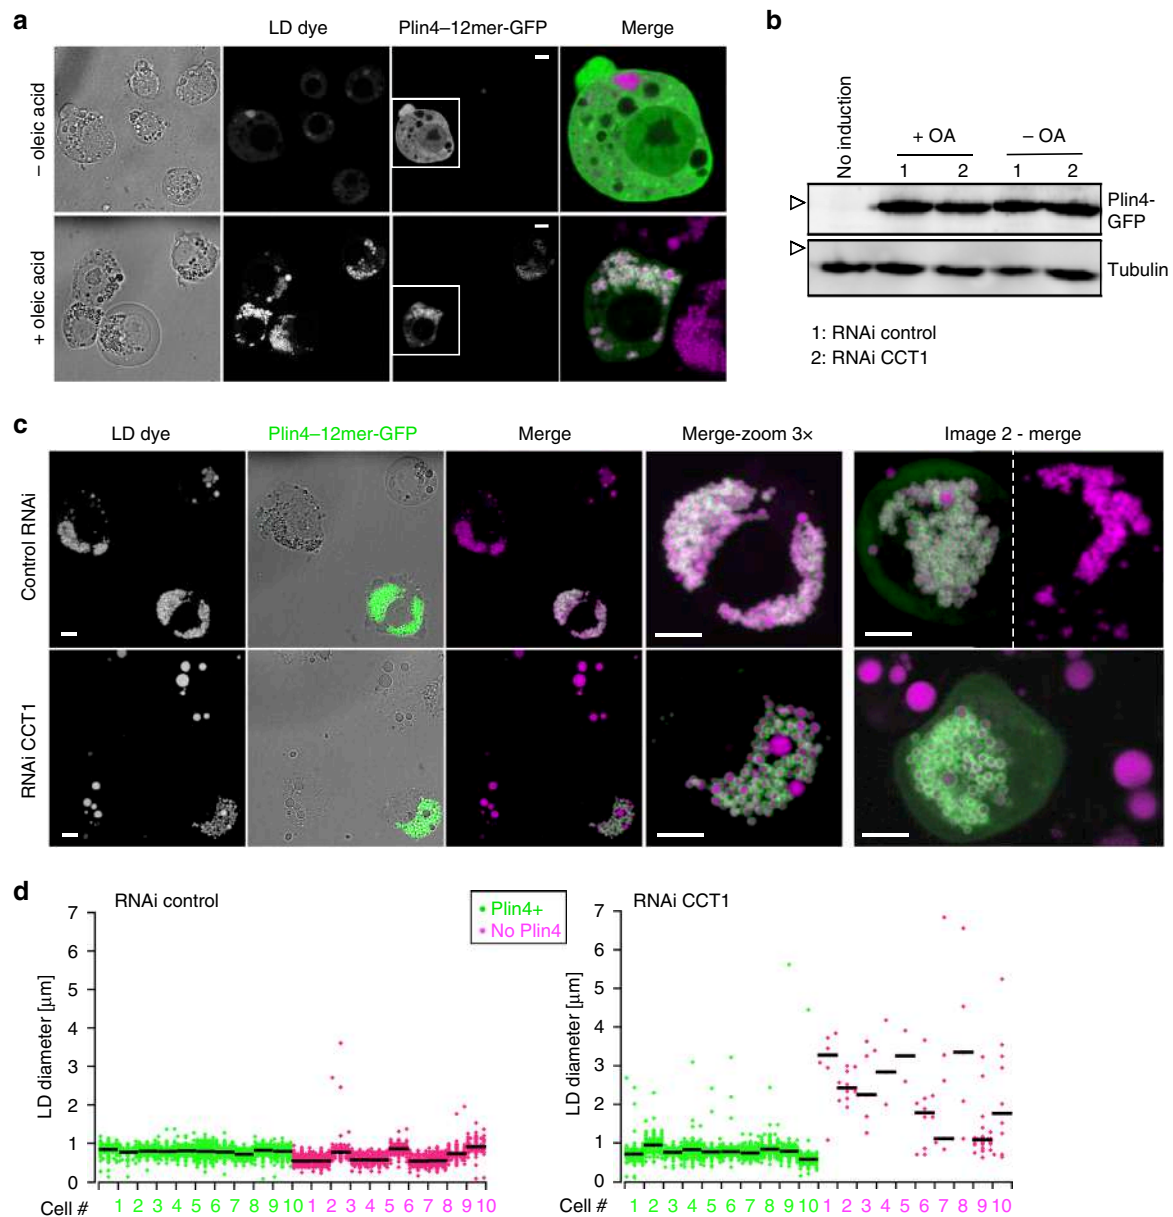 a
LD dye
Plin4–12mer-GFP
Merge
– oleic acid
+ oleic acid
b
No induction
+ OA
– OA
1
2
1
2
Plin4-
GFP
Tubulin
1: RNAi control
2: RNAi CCT1
c
LD dye
Plin4–12mer-GFP
Merge
Merge-zoom 3×
Image 2 - merge
Control RNAi
RNAi CCT1
d
RNAi control
Plin4+
No Plin4
LD diameter [μm]
7
6
5
4
3
2
1
0
Cell #
1 2 3 4 5 6 7 8 9 10 1 2 3 4 5 6 7 8 9 10
RNAi CCT1
LD diameter [μm]
7
6
5
4
3
2
1
0
Cell #
1 2 3 4 5 6 7 8 9 10 1 2 3 4 5 6 7 8 9 10